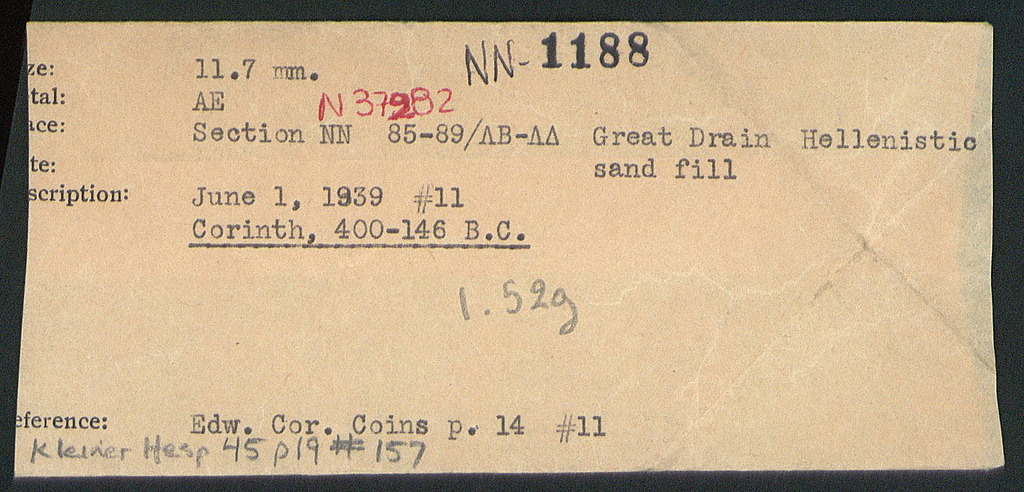 NN-1188
ze: 11.7 mm.
tal: AE N 37982
ace: Section NN 85-89/ΛB-ΔΔ Great Drain Hellenistic
sand fill
te:
scription: June 1, 1939 #11
Corinth, 400-146 B.C.
1.52g
eference: Edw. Cor. Coins p. 14 #11
Kleiner Hesp 45 p19 # 157